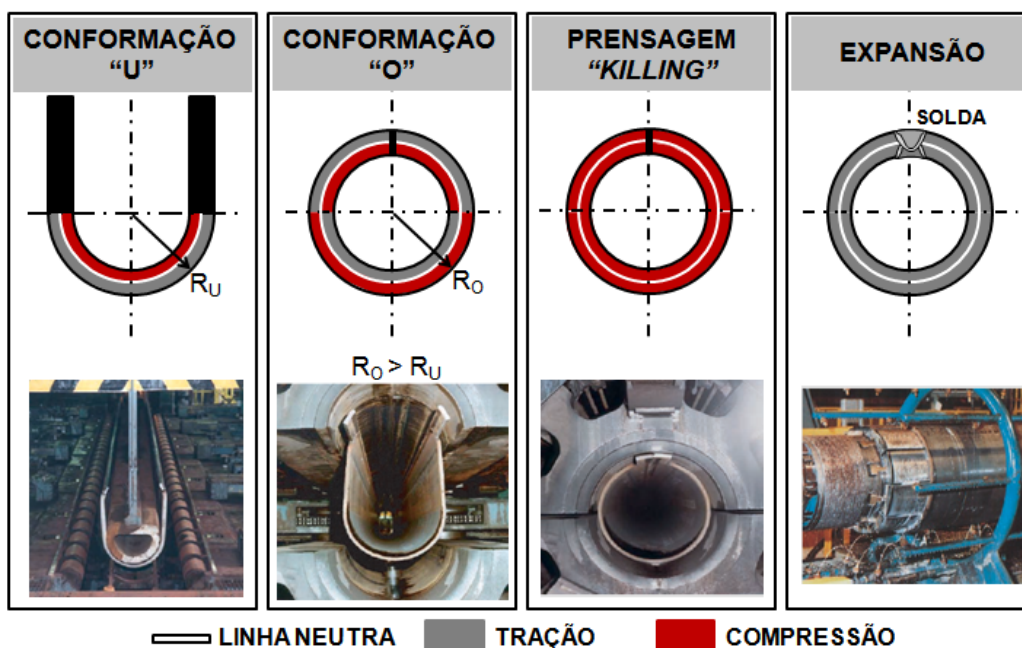 CONFORMAÇÃO
“U”
CONFORMAÇÃO
“O”
PRENSAGEM
“KILLING”
EXPANSÃO
SOLDA
RU
RO
RO > RU
LINHA NEUTRA
TRAÇÃO
COMPRESSÃO